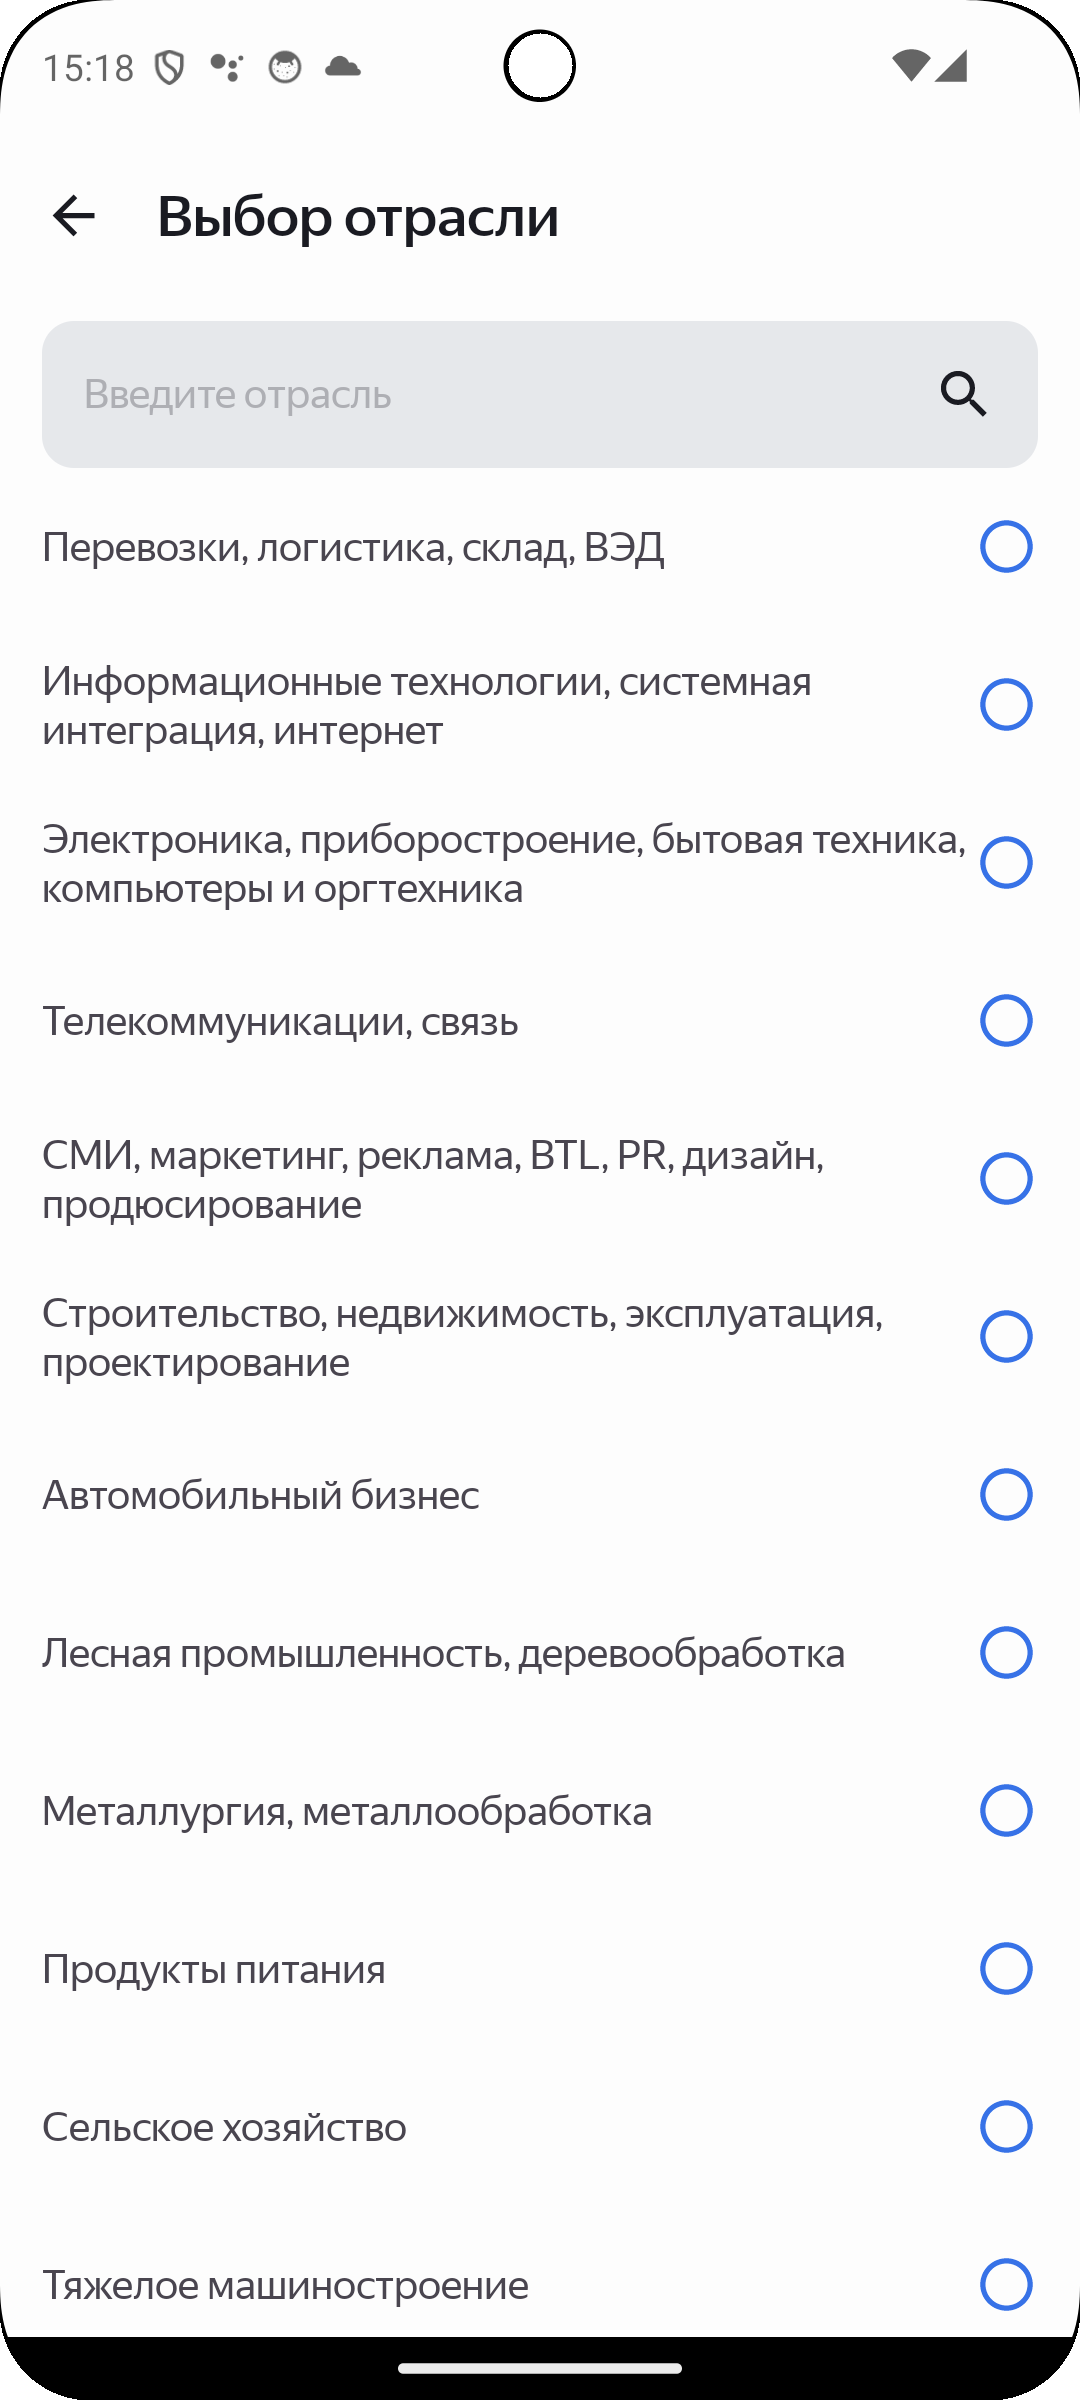 15:18
Выбор отрасли
Введите отрасль
Перевозки, логистика, склад, ВЭД
Информационные технологии, системная
интеграция, интернет
Электроника, приборостроение, бытовая техника,
компьютеры и оргтехника
Телекоммуникации, связь
СМИ, маркетинг, реклама, BTL, PR, дизайн,
продюсирование
Строительство, недвижимость, эксплуатация,
проектирование
Автомобильный бизнес
Лесная промышленность, деревообработка
Металлургия, металлообработка
Продукты питания
Сельское хозяйство
Тяжелое машиностроение